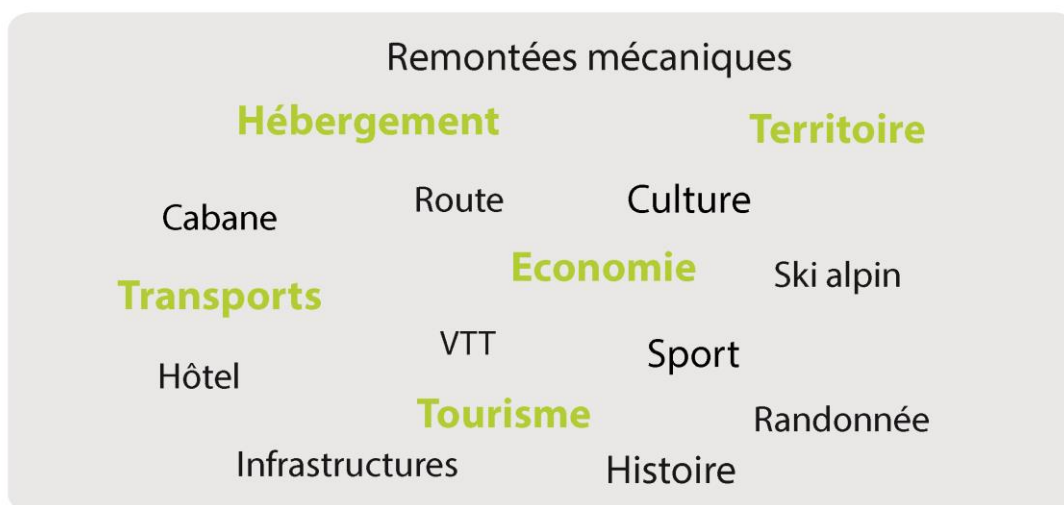 Remontées mécaniques
Hébergement
Territoire
Route
Culture
Cabane
Economie
Ski alpin
Transports
VTT
Sport
Hôtel
Tourisme
Randonnée
Infrastructures
Histoire